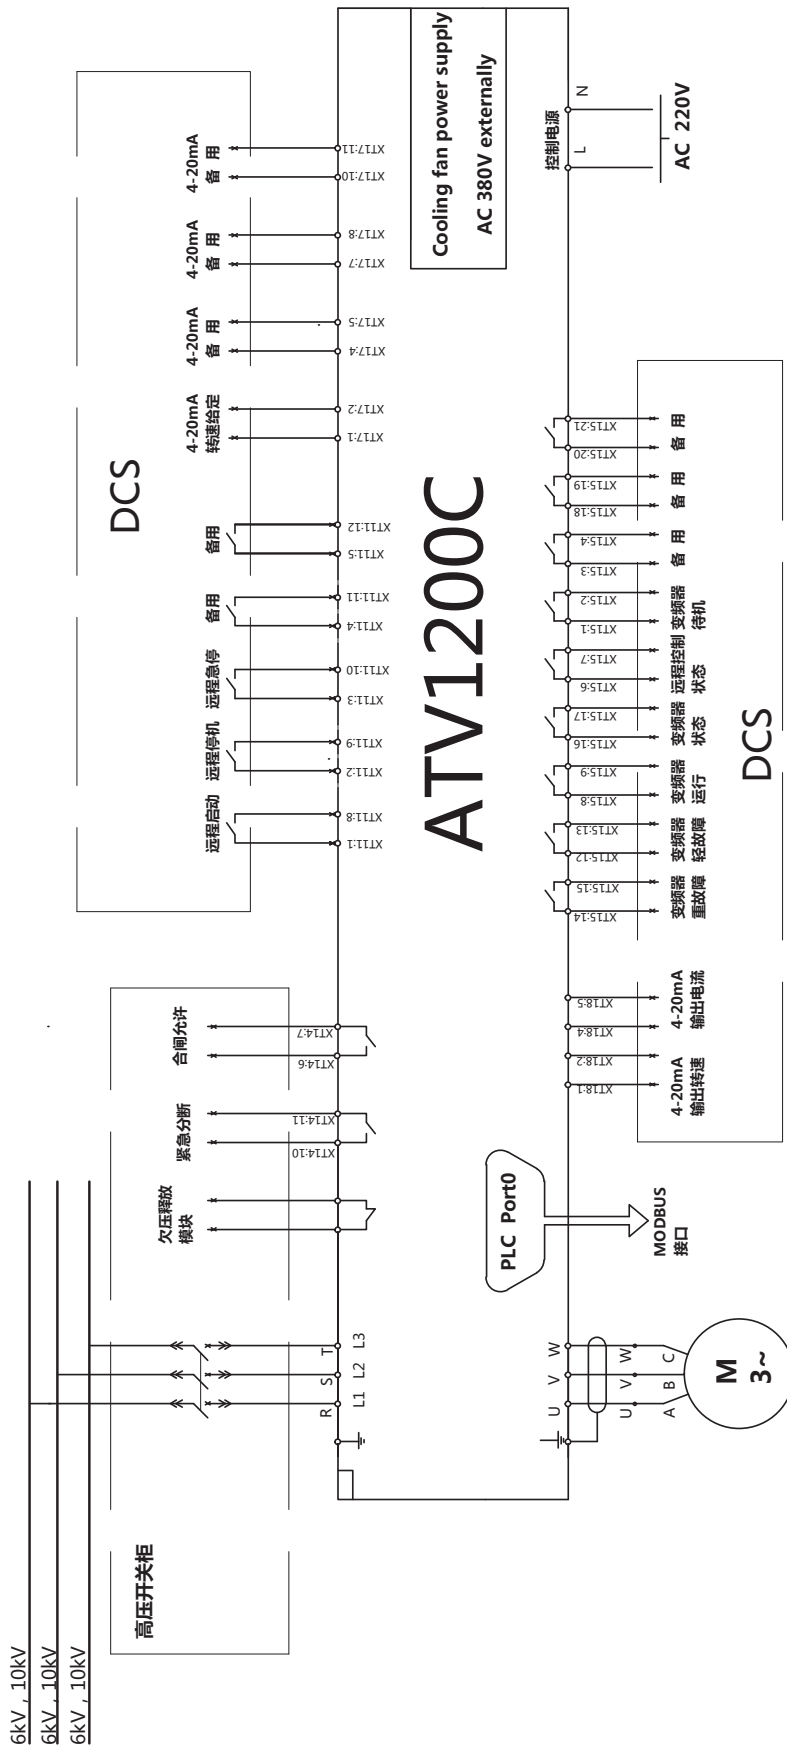 6kV , 10kV
6kV , 10kV
6kV , 10kV
高压开关柜
欠压释放
模块
紧急分断
合闸允许
XT14:10
XT14:11
XT14:6
XT14:7
R
S
T
L1
L2
L3
DCS
远程启动
远程停机
远程急停
备用
备用
4-20mA
转速给定
4-20mA
备 用
4-20mA
备 用
4-20mA
备 用
XT11:1
XT11:8
XT11:2
XT11:9
XT11:3
XT11:10
XT11:4
XT11:11
XT11:5
XT11:12
XT17:1
XT17:2
XT17:4
XT17:5
XT17:7
XT17:8
XT17:10
XT17:11
ATV1200C
Cooling fan power supply
AC 380V externally
PLC Port0
MODBUS
接口
U
V
W
U
V
W
A
B
C
M
3~
XT18:1
XT18:2
XT18:4
XT18:5
4-20mA
输出转速
4-20mA
输出电流
XT15:14
XT15:15
XT15:12
XT15:13
XT15:8
XT15:9
XT15:16
XT15:17
XT15:6
XT15:7
XT15:1
XT15:2
XT15:3
XT15:4
XT15:18
XT15:19
XT15:20
XT15:21
变频器
重故障
变频器
轻故障
变频器
运行
变频器
状态
远程控制
状态
变频器
待机
备 用
备 用
备 用
DCS
控制电源
L
N
AC 220V